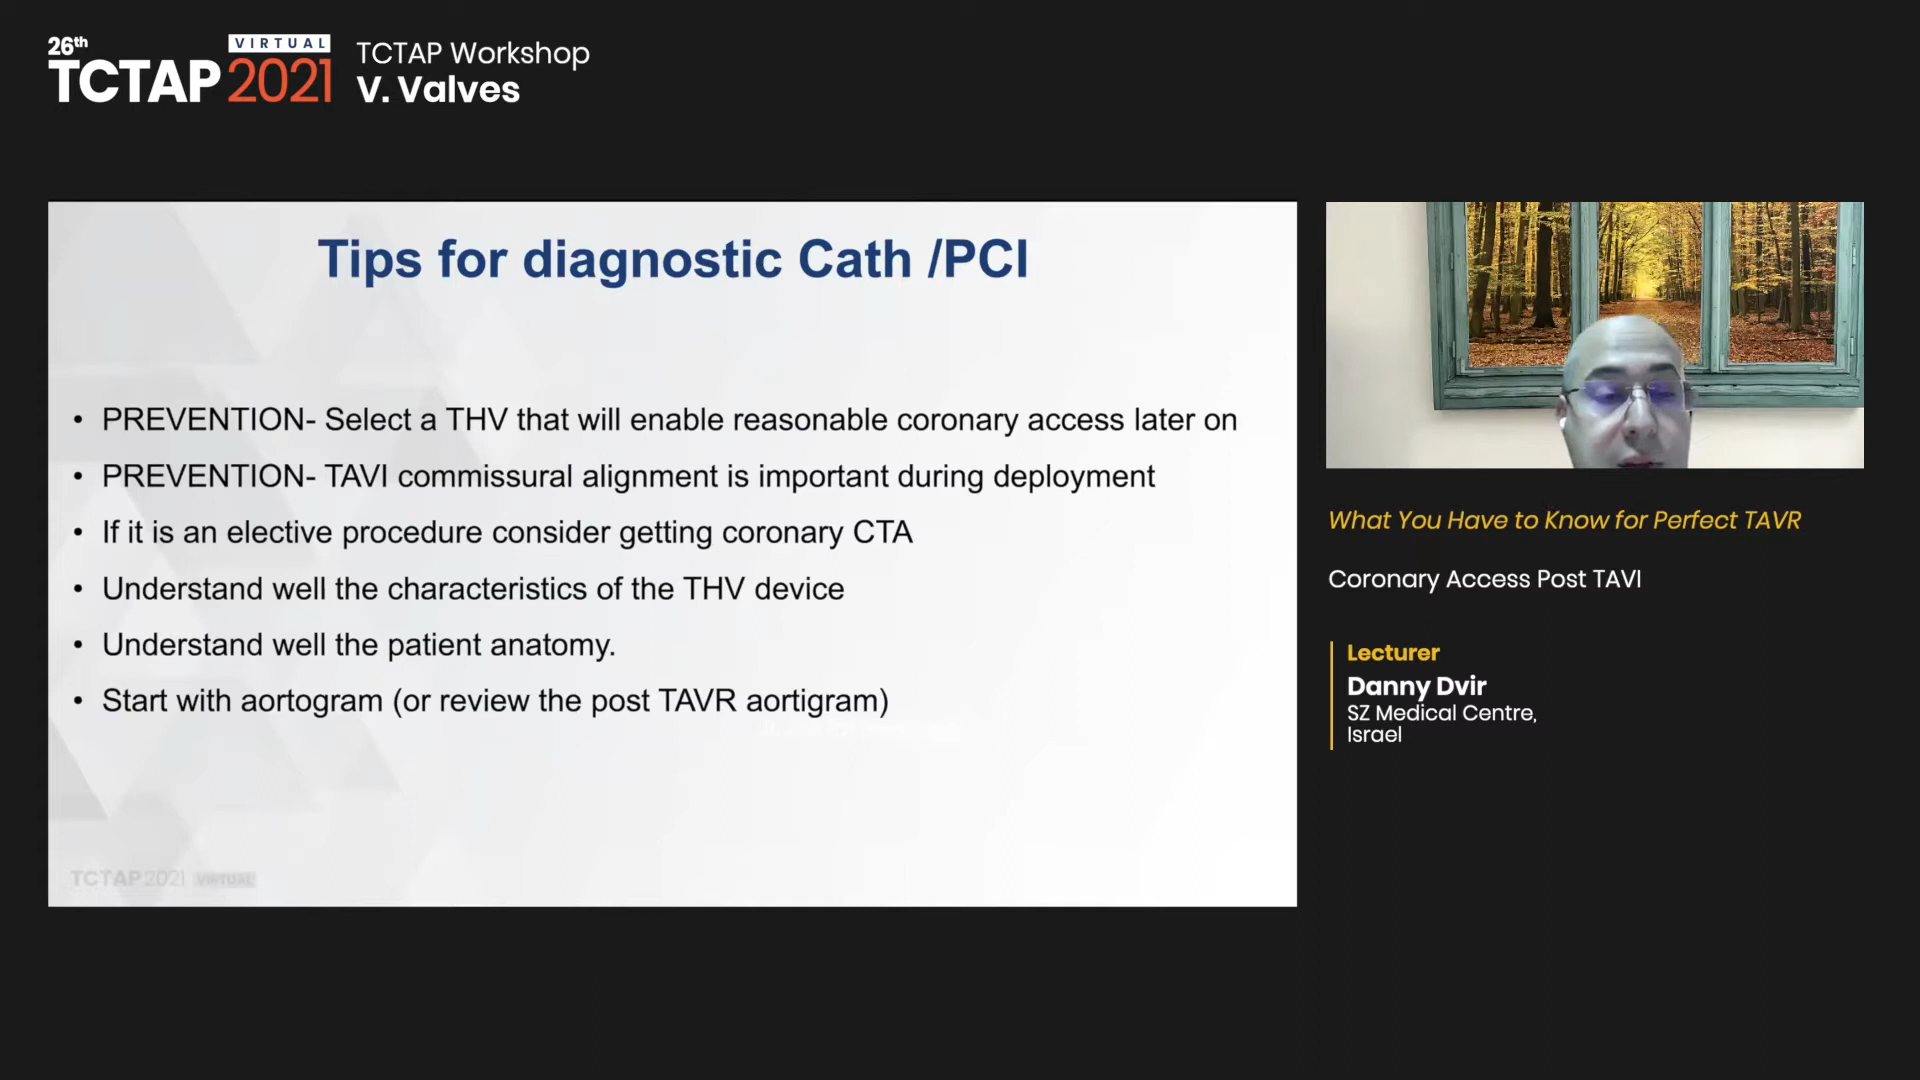 26th
VIRTUAL
TCTAP 2021
TCTAP Workshop
V. Valves
Tips for diagnostic Cath /PCI
• PREVENTION- Select a THV that will enable reasonable coronary access later on
• PREVENTION- TAVI commissural alignment is important during deployment
• If it is an elective procedure consider getting coronary CTA
• Understand well the characteristics of the THV device
• Understand well the patient anatomy.
• Start with aortogram (or review the post TAVR aortigram)
TCTAP2021 VIRTUAL
What You Have to Know for Perfect TAVR
Coronary Access Post TAVI
Lecturer
Danny Dvir
SZ Medical Centre,
Israel